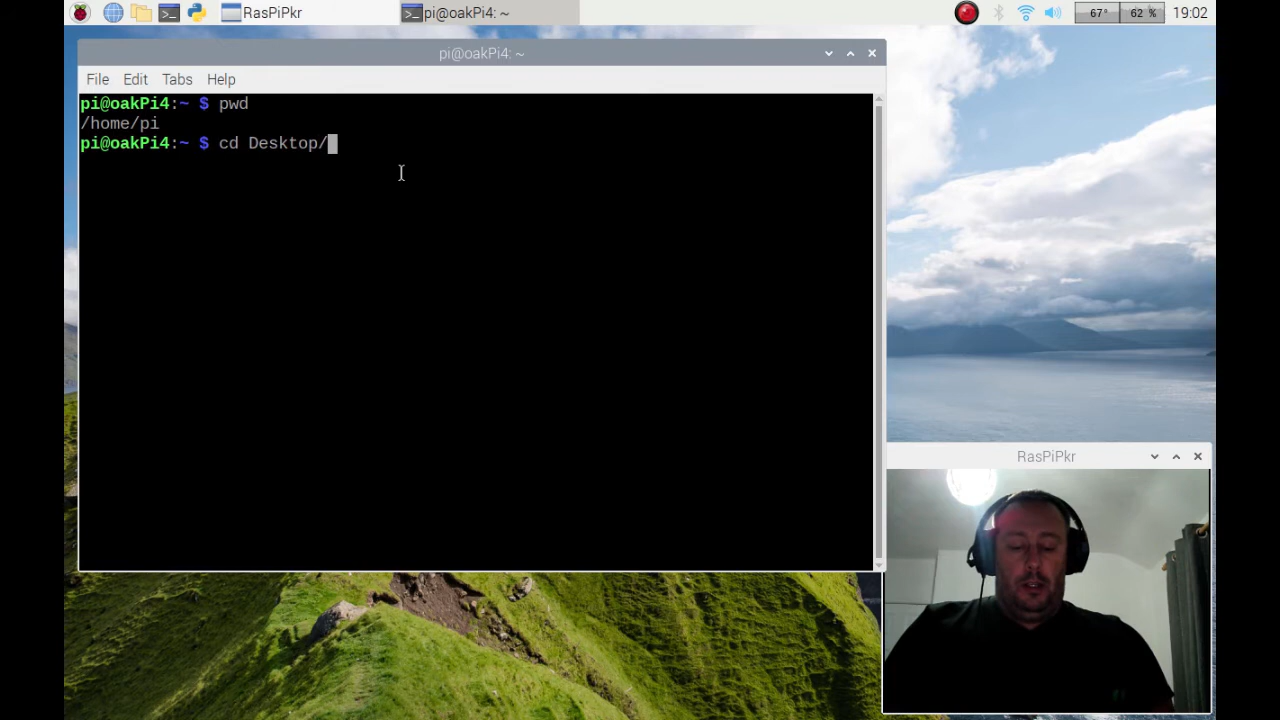 RasPiPkr
pi@oakPi4: ~
67°
62 %
19:02
pi@oakPi4: ~
File Edit Tabs Help
pi@oakPi4:~ $ pwd
/home/pi
pi@oakPi4:~ $ cd Desktop/
RasPiPkr